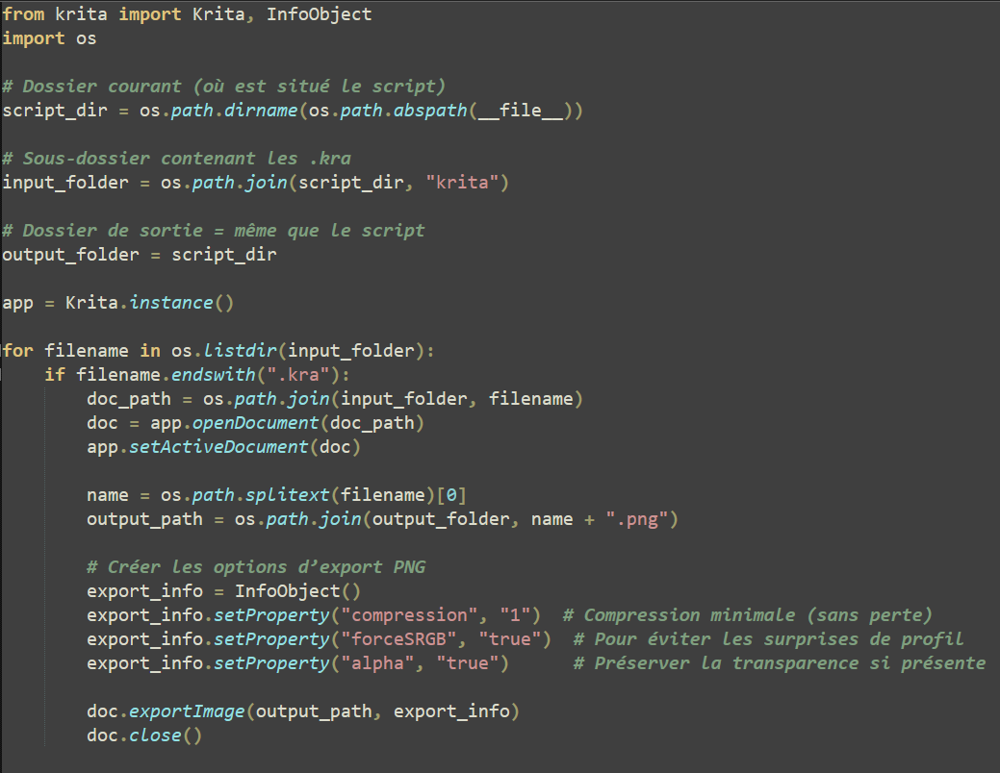 from krita import Krita, InfoObject
import os

# Dossier courant (où est situé le script)
script_dir = os.path.dirname(os.path.abspath(__file__))

# Sous-dossier contenant les .kra
input_folder = os.path.join(script_dir, "krita")

# Dossier de sortie = même que le script
output_folder = script_dir

app = Krita.instance()

for filename in os.listdir(input_folder):
    if filename.endswith(".kra"):
        doc_path = os.path.join(input_folder, filename)
        doc = app.openDocument(doc_path)
        app.setActiveDocument(doc)

        name = os.path.splitext(filename)[0]
        output_path = os.path.join(output_folder, name + ".png")

        # Créer les options d’export PNG
        export_info = InfoObject()
        export_info.setProperty("compression", "1")  # Compression minimale (sans perte)
        export_info.setProperty("forceSRGB", "true")  # Pour éviter les surprises de profil
        export_info.setProperty("alpha", "true")      # Préserver la transparence si présente

        doc.exportImage(output_path, export_info)
        doc.close()